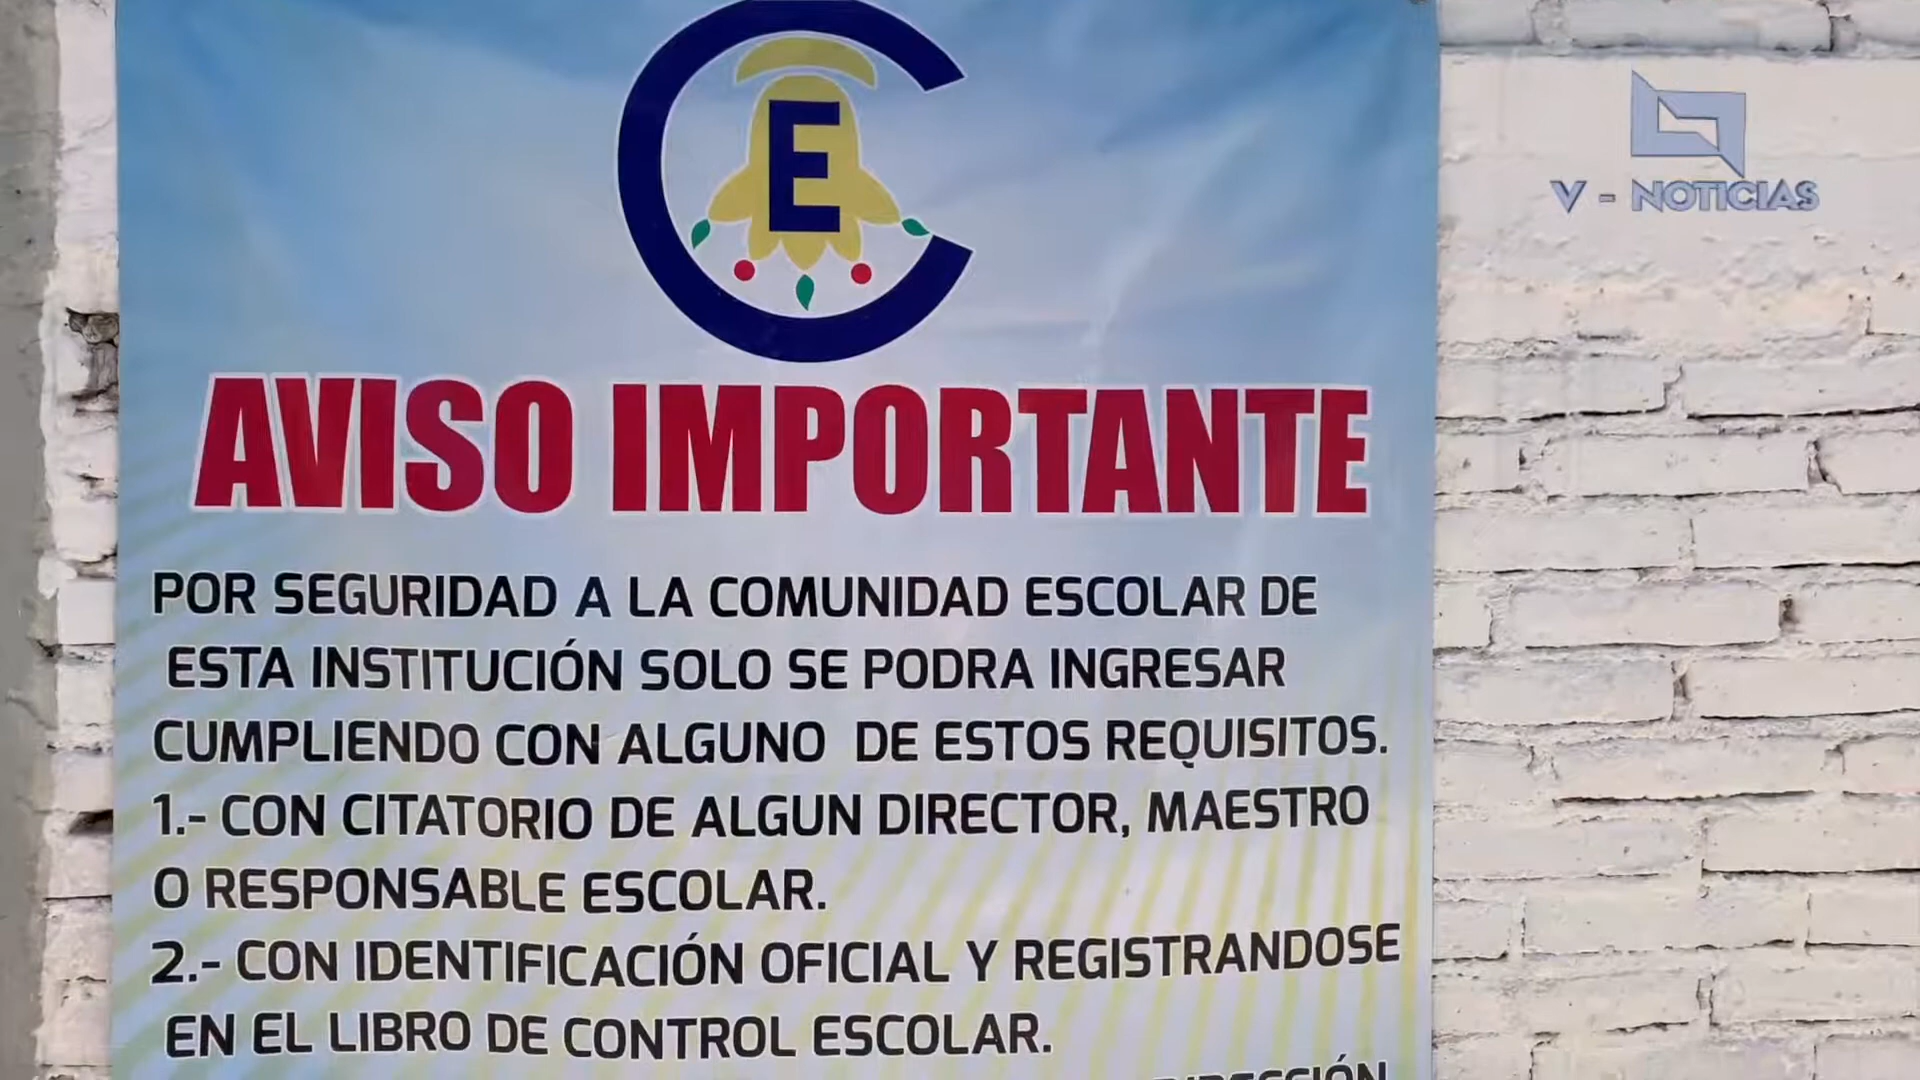 CE
V - NOTICIAS
AVISO IMPORTANTE
POR SEGURIDAD A LA COMUNIDAD ESCOLAR DE
ESTA INSTITUCIÓN SOLO SE PODRA INGRESAR
CUMPLIENDO CON ALGUNO DE ESTOS REQUISITOS.
1.- CON CITATORIO DE ALGUN DIRECTOR, MAESTRO
O RESPONSABLE ESCOLAR.
2.- CON IDENTIFICACIÓN OFICIAL Y REGISTRANDOSE
EN EL LIBRO DE CONTROL ESCOLAR.